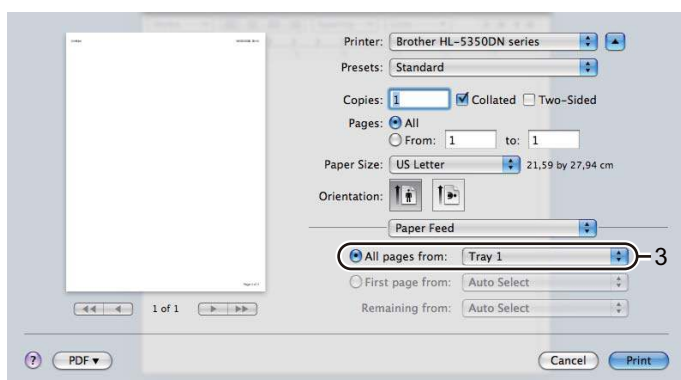 Printer: Brother HL-5350DN series
Presets: Standard
Copies: 1 Collated Two-Sided
Pages: All
From: 1 to: 1
Paper Size: US Letter 21,59 by 27,94 cm
Orientation:
Paper Feed
All pages from: Tray 1 3
First page from: Auto Select
Remaining from: Auto Select
1 of 1
? PDF Cancel Print